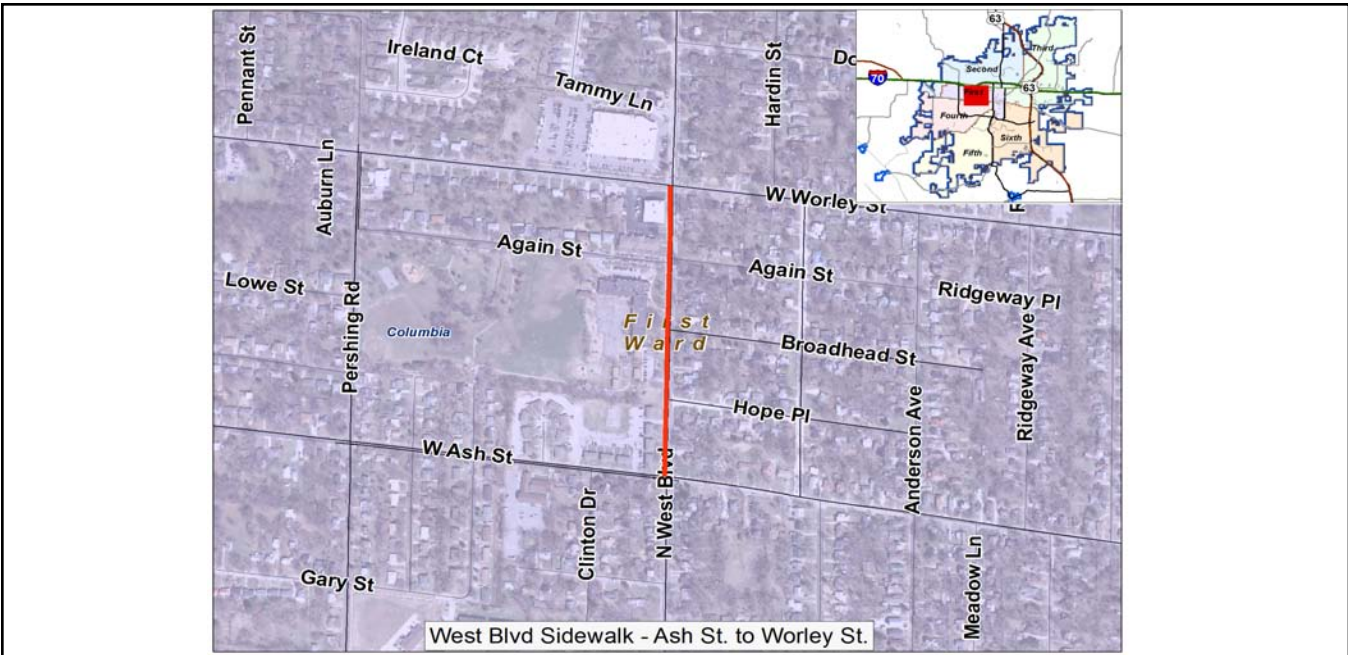 Pennant St
Ireland Ct
Tammy Ln
Hardin St
63
Third
Second
70
63
Fourth
Sixth
Fifth
Auburn Ln
W Worley St
Again St
Again St
Lowe St
Ridgeway Pl
Pershing Rd
Columbia
First
Ward
Broadhead St
Ridgeway Ave
Hope Pl
Anderson Ave
W Ash St
N West Blvd
Clinton Dr
Meadow Ln
Gary St
West Blvd Sidewalk - Ash St. to Worley St.